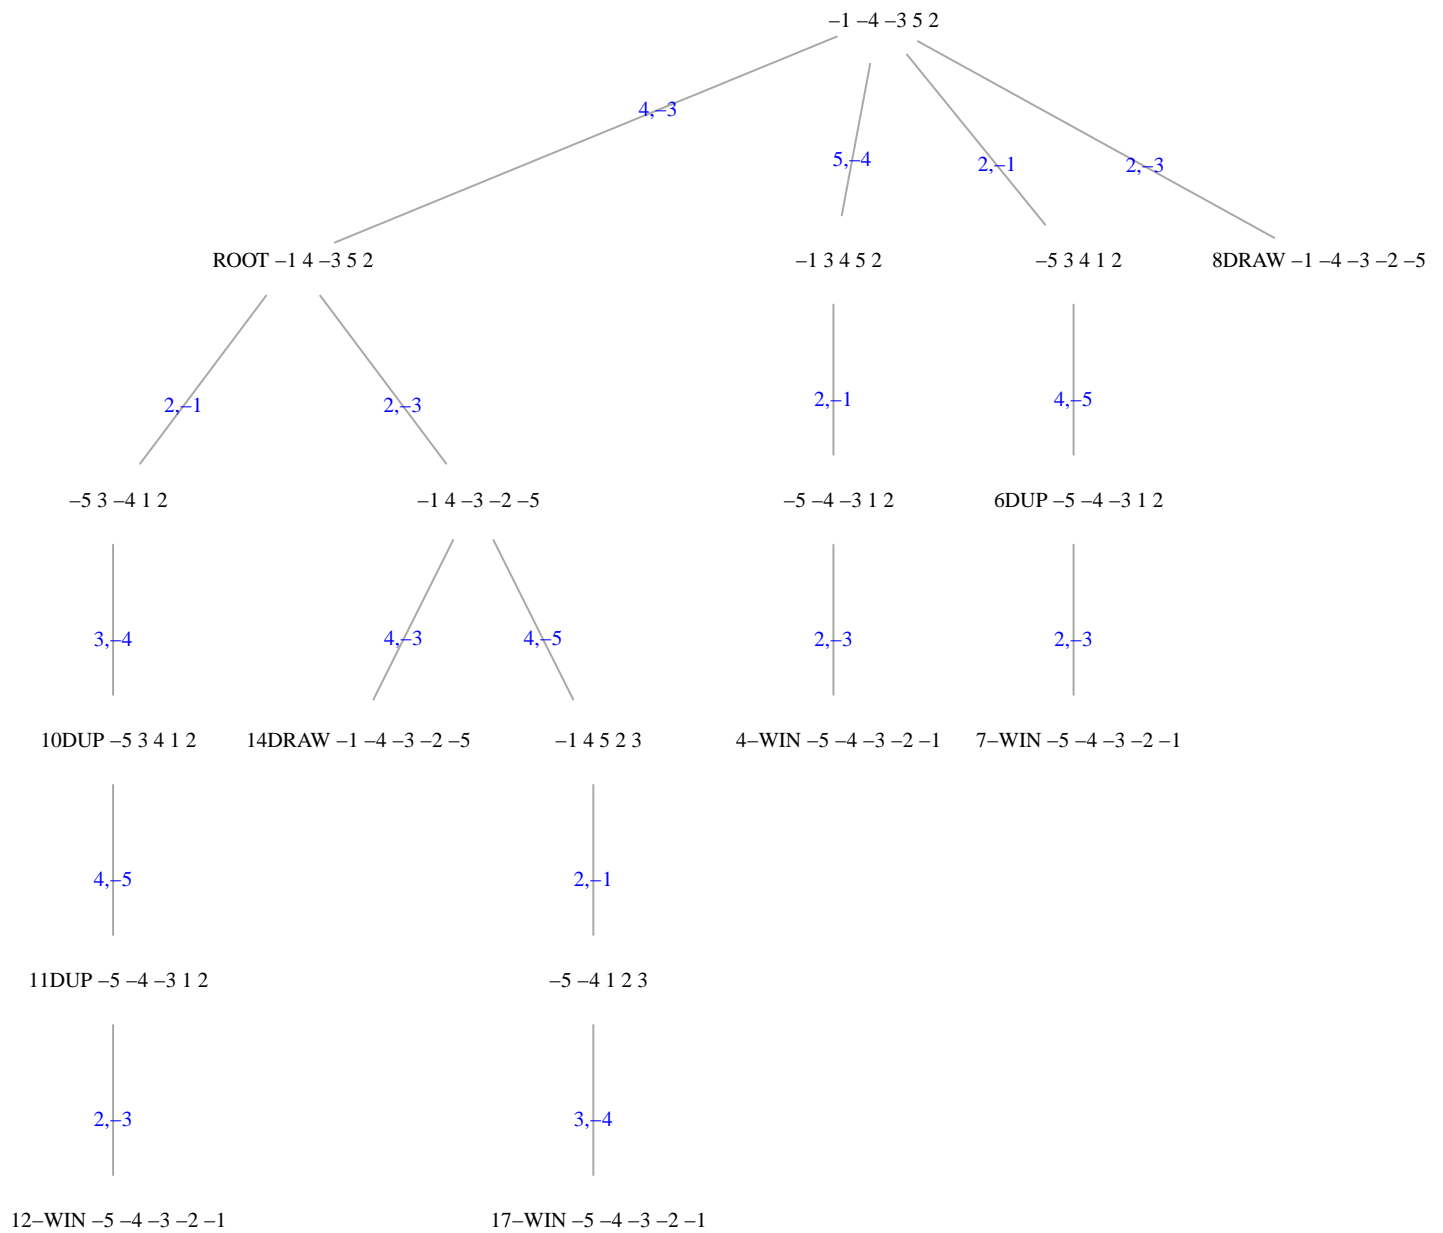 –1 –4 –3 5 2
4,–3
5,–4
2,–1
2,–3
ROOT –1 4 –3 5 2
–1 3 4 5 2
–5 3 4 1 2
8DRAW –1 –4 –3 –2 –5
2,–1
2,–3
2,–1
4,–5
–5 3 –4 1 2
–1 4 –3 –2 –5
–5 –4 –3 1 2
6DUP –5 –4 –3 1 2
3,–4
4,–3
4,–5
2,–3
2,–3
10DUP –5 3 4 1 2
14DRAW –1 –4 –3 –2 –5
–1 4 5 2 3
4–WIN –5 –4 –3 –2 –1
7–WIN –5 –4 –3 –2 –1
4,–5
2,–1
11DUP –5 –4 –3 1 2
–5 –4 1 2 3
2,–3
3,–4
12–WIN –5 –4 –3 –2 –1
17–WIN –5 –4 –3 –2 –1